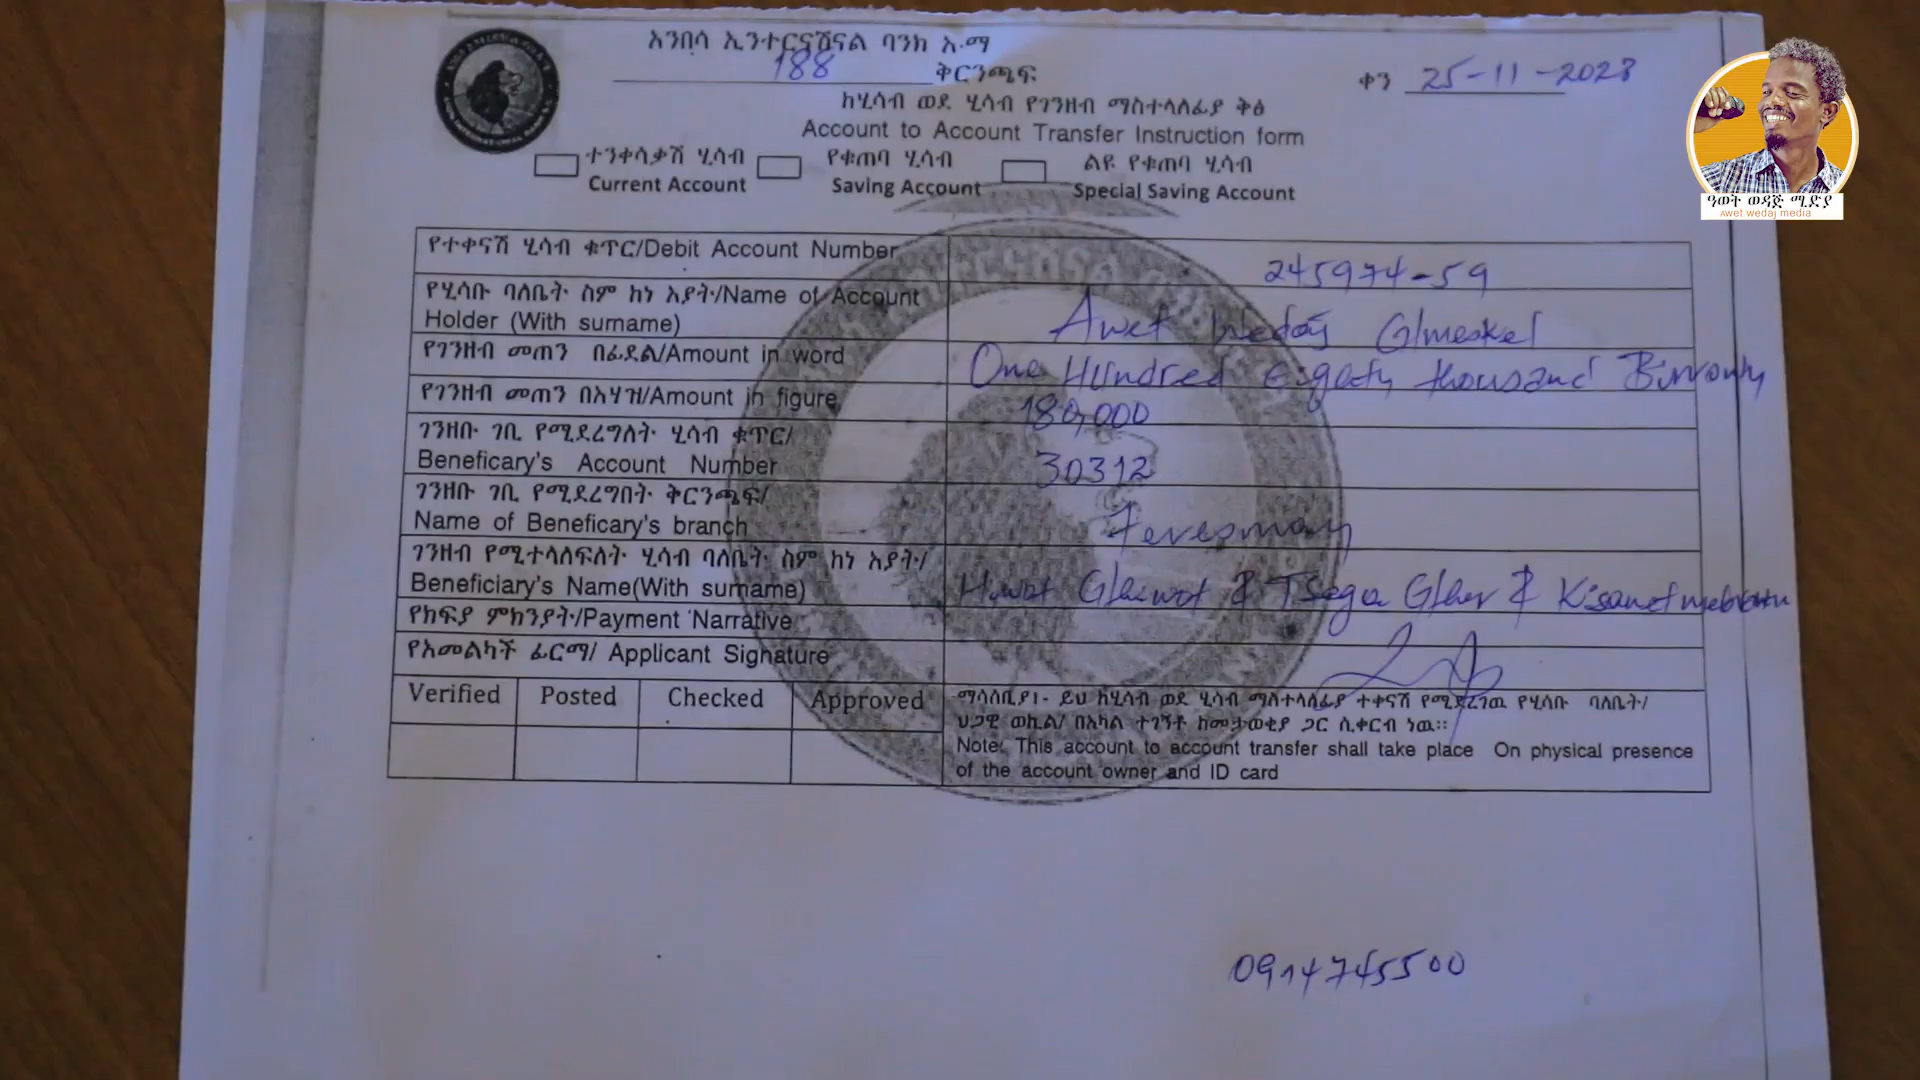 አንበሳ ኢንተርናሽናል ባንክ አ.ማ
188 ቅርንጫፍ
ቀን 25-11-2023
ከሂሳብ ወደ ሂሳብ የገንዘብ ማስተላለፊያ ቅፅ
Account to Account Transfer Instruction form
ተንቀሳቃሽ ሂሳብ የቁጠባ ሂሳብ ልዩ የቁጠባ ሂሳብ
Current Account Saving Account Special Saving Account
ዓወት ወዳጅ ሚድያ
Awet wedaj media
የተቀናሽ ሂሳብ ቁጥር/Debit Account Number 245974-59
የሂሳቡ ባለቤት ስም ከነ አያት/Name of Account
Holder (With surname) Awet Wedaj G/meskel
የገንዘብ መጠን በፊደል/Amount in word One Hundred Eigaty thousand Birr only
የገንዘብ መጠን በአሃዝ/Amount in figure 180,000
ገንዘቡ ገቢ የሚደረግለት ሂሳብ ቁጥር/
Beneficary's Account Number 30312
ገንዘቡ ገቢ የሚደረግበት ቅርንጫፍ/
Name of Beneficary's branch Feresmay
ገንዘብ የሚተላለፍለት ሂሳብ ባለቤት ስም ከነ አያት/
Beneficiary's Name(With surname) Hiwot G/hiwot & Tsega G/her & Kisanet
የክፍያ ምክንያት/Payment Narrative
የአመልካች ፊርማ/ Applicant Signature
Verified Posted Checked Approved
ማሳሰቢያ፤- ይህ ከሂሳብ ወደ ሂሳብ ማስተላለፊያ ተቀናሽ የሚደረገዉ የሂሳቡ ባለቤት/
ህጋዊ ወኪል/ በአካል ተገኝቶ ከመታወቂያ ጋር ሲቀርብ ነዉ።
Note: This account to account transfer shall take place On physical presence
of the account owner and ID card
0914745500